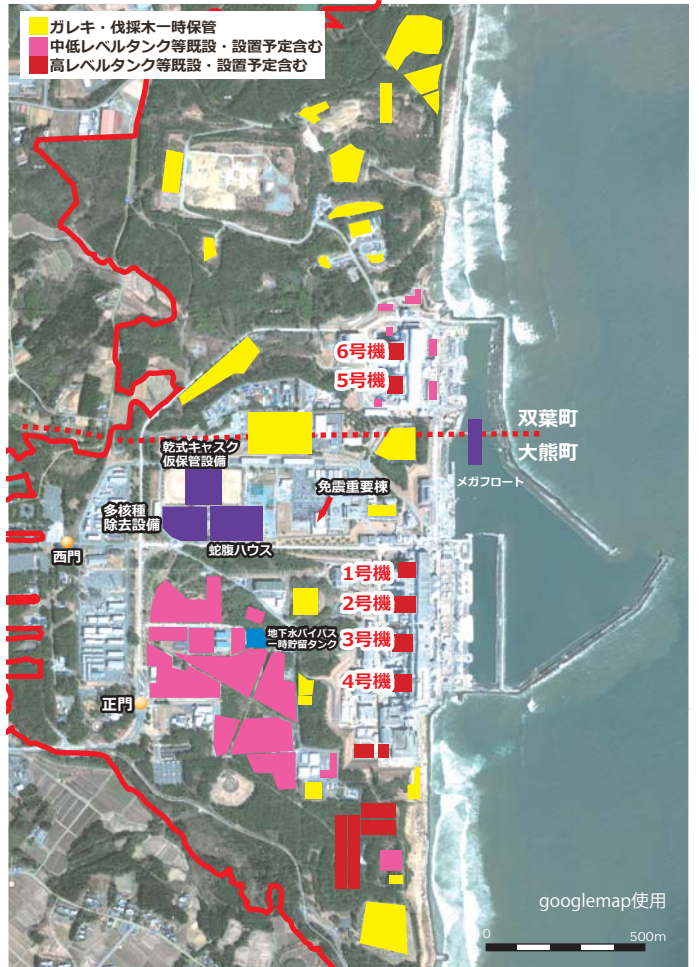 ガレキ・伐採木一時保管
中低レベルタンク等既設・設置予定含む
高レベルタンク等既設・設置予定含む
6号機
5号機
双葉町
大熊町
乾式キャスク
仮保管設備
免震重要棟
メガフロート
多核種
除去設備
蛇腹ハウス
西門
1号機
2号機
地下水バイパス
一時貯留タンク
3号機
4号機
正門
googlemap使用
0
500m